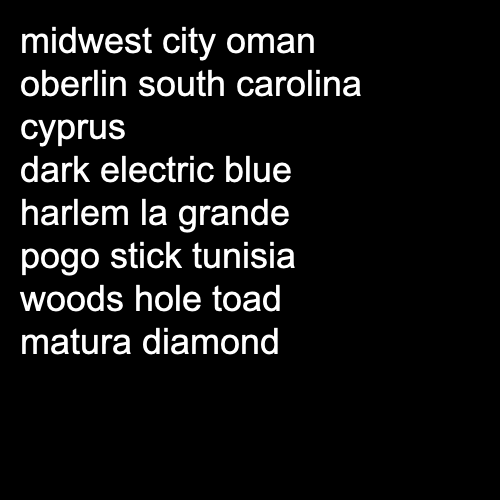 midwest city oman
oberlin south carolina
cyprus
dark electric blue
harlem la grande
pogo stick tunisia
woods hole toad
matura diamond